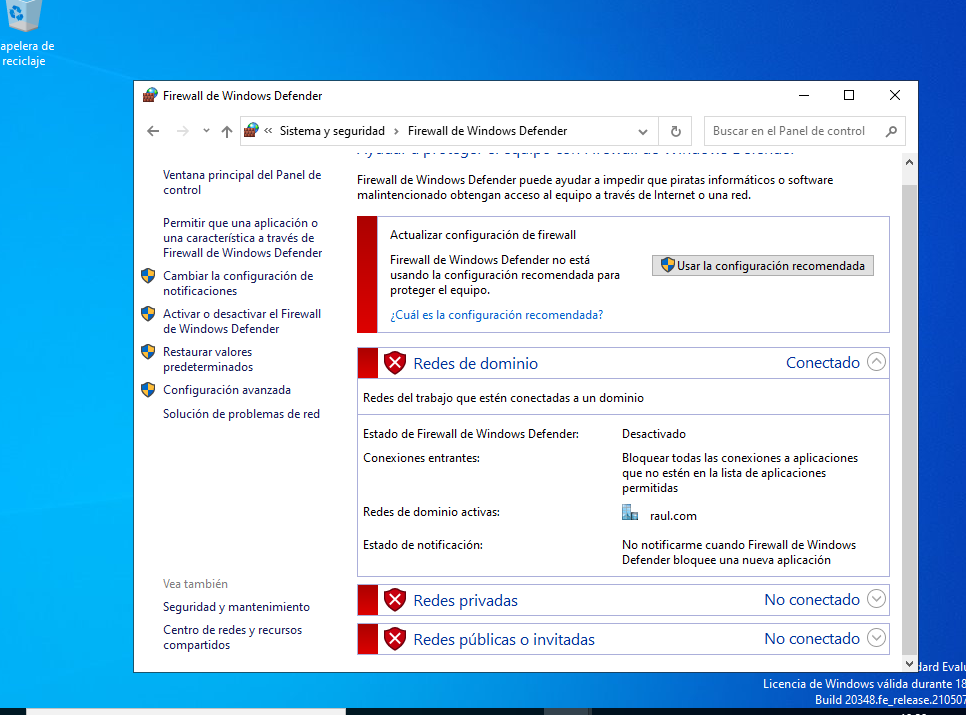 apelera de
reciclaje
Firewall de Windows Defender
« Sistema y seguridad › Firewall de Windows Defender
Buscar en el Panel de control
Ventana principal del Panel de
control
Permitir que una aplicación o
una característica a través de
Firewall de Windows Defender
Cambiar la configuración de
notificaciones
Activar o desactivar el Firewall
de Windows Defender
Restaurar valores
predeterminados
Configuración avanzada
Solución de problemas de red
Vea también
Seguridad y mantenimiento
Centro de redes y recursos
compartidos
Ayudar a proteger el equipo con Firewall de Windows Defender
Firewall de Windows Defender puede ayudar a impedir que piratas informáticos o software
malintencionado obtengan acceso al equipo a través de Internet o una red.
Actualizar configuración de firewall
Firewall de Windows Defender no está
usando la configuración recomendada para
proteger el equipo.
Usar la configuración recomendada
¿Cuál es la configuración recomendada?
Redes de dominio Conectado
Redes del trabajo que estén conectadas a un dominio
Estado de Firewall de Windows Defender: Desactivado
Conexiones entrantes: Bloquear todas las conexiones a aplicaciones
que no estén en la lista de aplicaciones
permitidas
Redes de dominio activas: raul.com
Estado de notificación: No notificarme cuando Firewall de Windows
Defender bloquee una nueva aplicación
Redes privadas No conectado
Redes públicas o invitadas No conectado
dard Evalu
Licencia de Windows válida durante 18
Build 20348.fe_release.210507